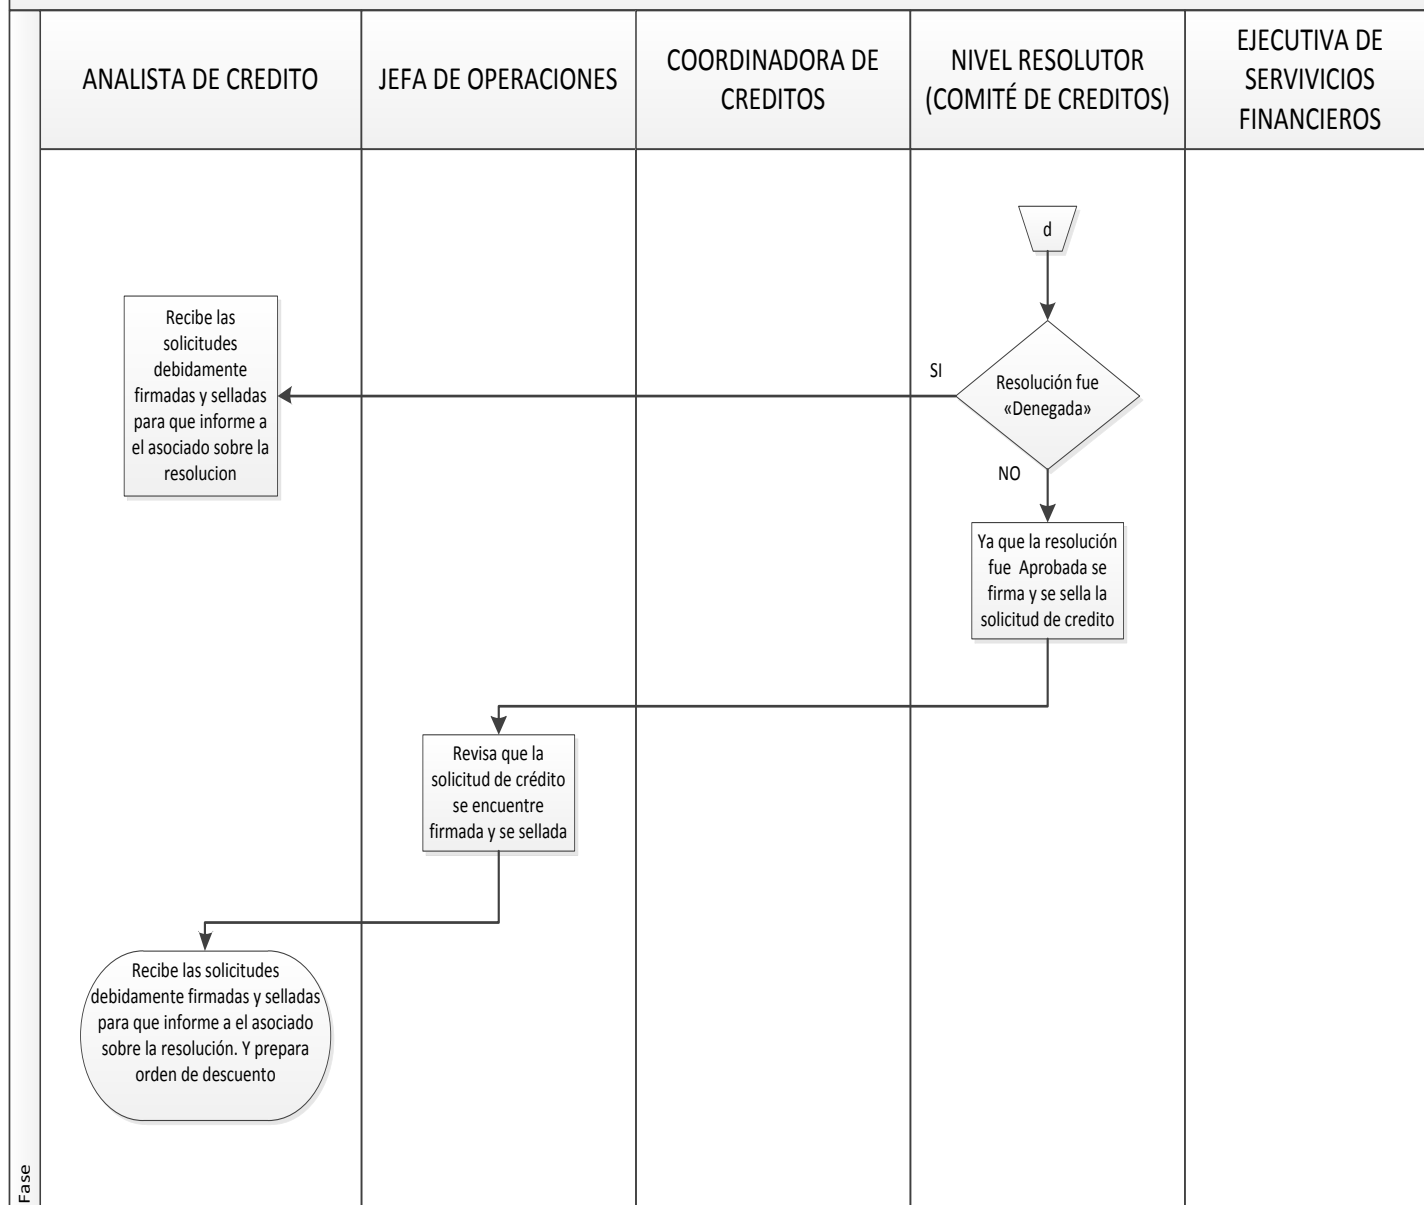 ANALISTA DE CREDITO
JEFA DE OPERACIONES
COORDINADORA DE
CREDITOS
NIVEL RESOLUTOR
(COMITÉ DE CREDITOS)
EJECUTIVA DE
SERVIVICIOS
FINANCIEROS
d
Recibe las
solicitudes
debidamente
firmadas y selladas
para que informe a
el asociado sobre la
resolucion
SI
Resolución fue
«Denegada»
NO
Ya que la resolución
fue Aprobada se
firma y se sella la
solicitud de credito
Revisa que la
solicitud de crédito
se encuentre
firmada y se sellada
Recibe las solicitudes
debidamente firmadas y selladas
para que informe a el asociado
sobre la resolución. Y prepara
orden de descuento
Fase